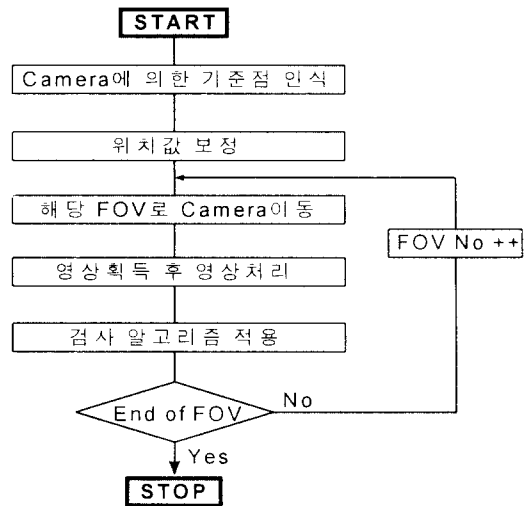 START
Camera에 의한 기준점 인식
위치값 보정
해당 FOV로 Camera이동
FOV No ++
영상획득 후 영상처리
검사 알고리즘 적용
End of FOV
No
Yes
STOP